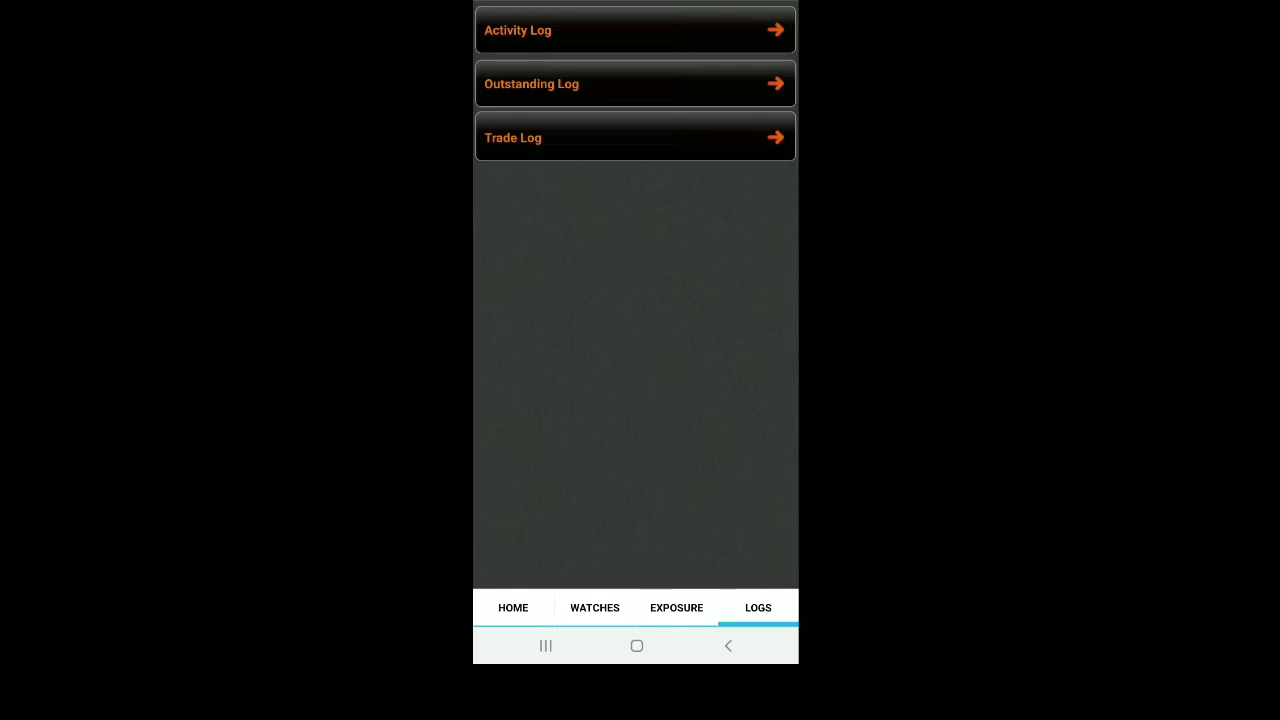 Activity Log
Outstanding Log
Trade Log
HOME WATCHES EXPOSURE LOGS